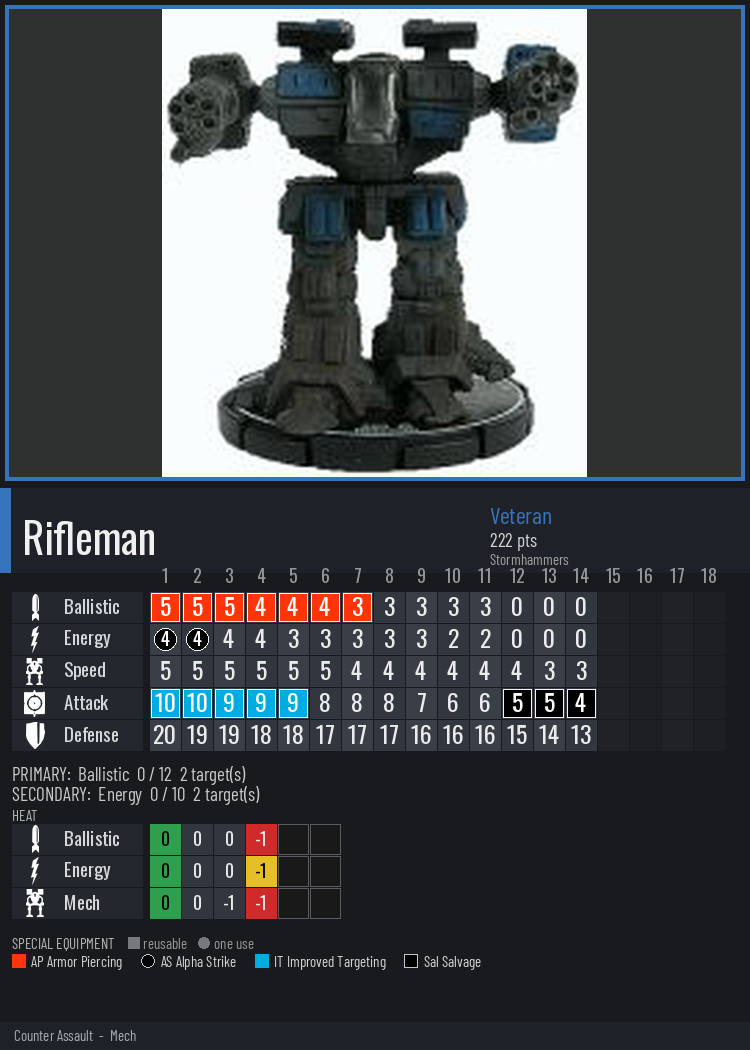 Rifleman
Veteran
222 pts
Stormhammers
1 2 3 4 5 6 7 8 9 10 11 12 13 14 15 16 17 18
Ballistic 5 5 5 4 4 4 3 3 3 3 3 0 0 0
Energy 4 4 4 4 3 3 3 3 3 2 2 0 0 0
Speed 5 5 5 5 5 5 4 4 4 4 4 4 3 3
Attack 10 10 9 9 9 8 8 8 7 6 6 5 5 4
Defense 20 19 19 18 18 17 17 17 16 16 16 15 14 13
PRIMARY: Ballistic 0 / 12 2 target(s)
SECONDARY: Energy 0 / 10 2 target(s)
HEAT
Ballistic 0 0 0 -1
Energy 0 0 0 -1
Mech 0 0 -1 -1
SPECIAL EQUIPMENT reusable one use
AP Armor Piercing AS Alpha Strike IT Improved Targeting Sal Salvage
Counter Assault - Mech